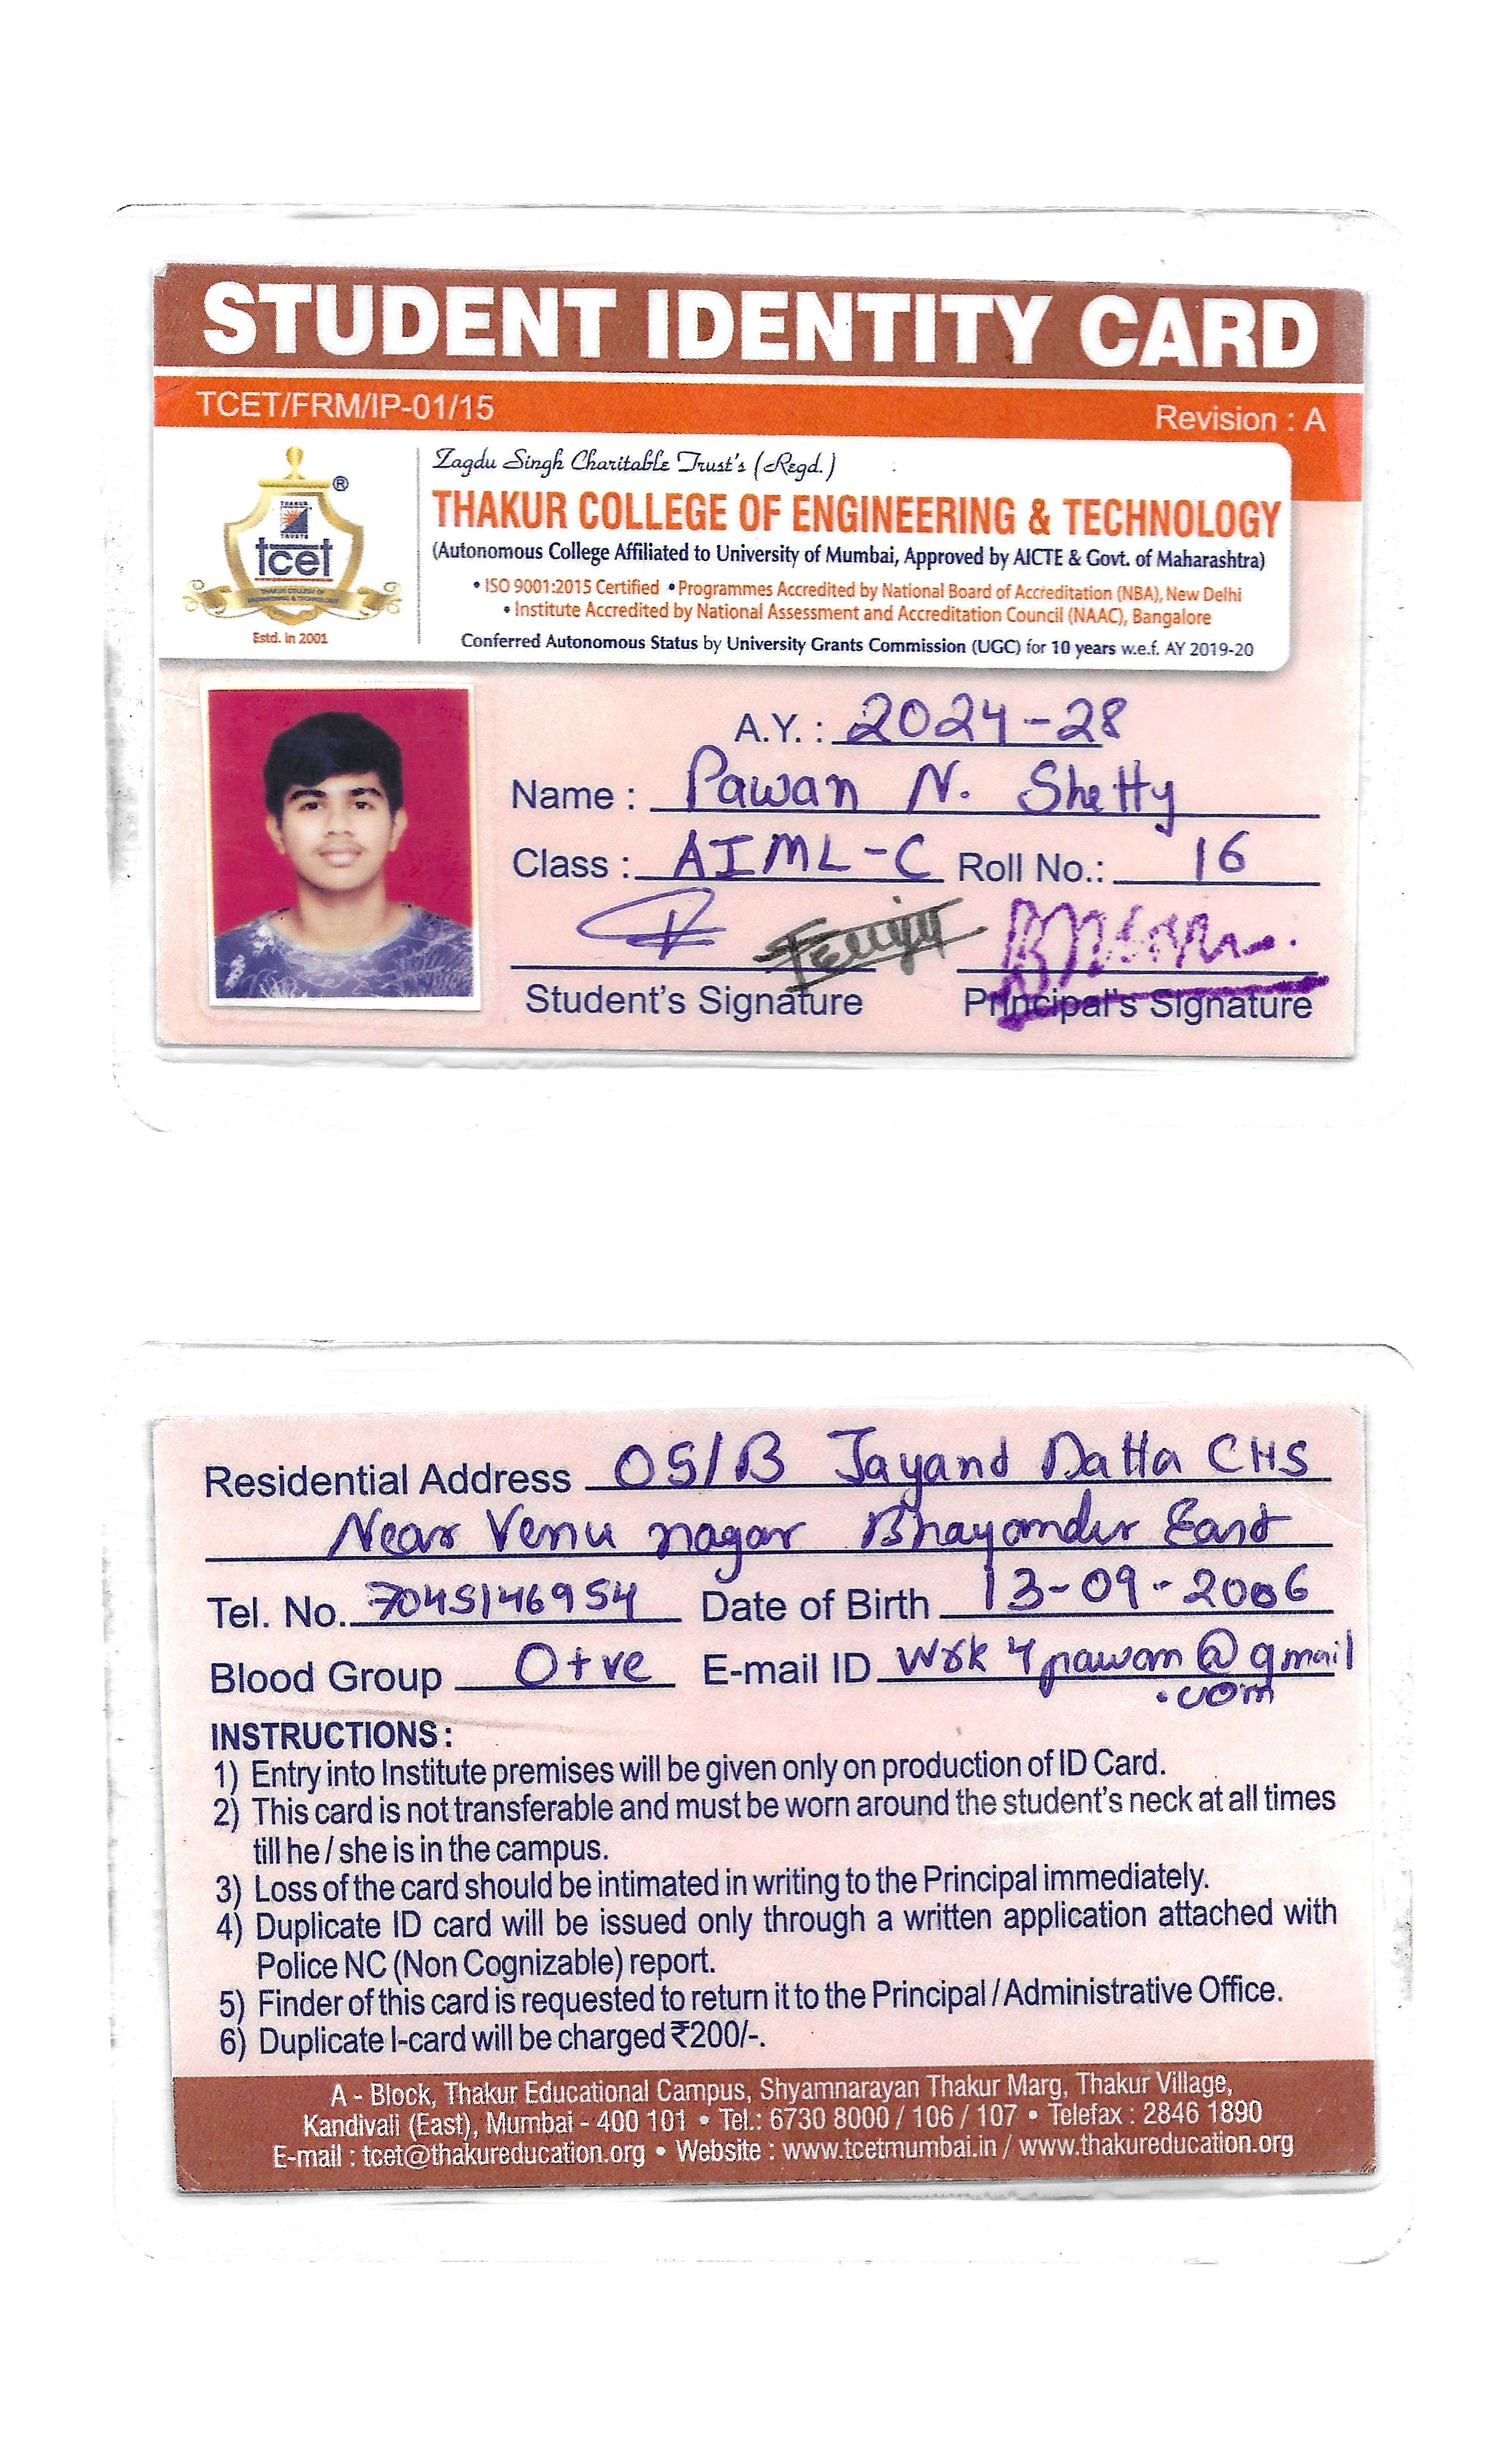 STUDENT IDENTITY CARD
TCET/FRM/IP-01/15 Revision : A
Zagdu Singh Charitable Trust's (Regd.)
THAKUR COLLEGE OF ENGINEERING & TECHNOLOGY
(Autonomous College Affiliated to University of Mumbai, Approved by AICTE & Govt. of Maharashtra)
• ISO 9001:2015 Certified • Programmes Accredited by National Board of Accreditation (NBA), New Delhi
• Institute Accredited by National Assessment and Accreditation Council (NAAC), Bangalore
Conferred Autonomous Status by University Grants Commission (UGC) for 10 years w.e.f. AY 2019-20
®
THAKUR
TRUSTS
tcet
THAKUR COLLEGE OF
ENGINEERING & TECHNOLOGY
Estd. in 2001
A.Y. : 2024-28
Name : Pawan N. Shetty
Class : AIML-C Roll No.: 16
Student's Signature Principal's Signature
Residential Address 05/B Jayand Datta CHS
Near Venu nagar Bhayander East
Tel. No. 7045146954 Date of Birth 13-09-2006
Blood Group O+ve E-mail ID wrk4pawan@gmail
.com
INSTRUCTIONS :
1) Entry into Institute premises will be given only on production of ID Card.
2) This card is not transferable and must be worn around the student's neck at all times
till he / she is in the campus.
3) Loss of the card should be intimated in writing to the Principal immediately.
4) Duplicate ID card will be issued only through a written application attached with
Police NC (Non Cognizable) report.
5) Finder of this card is requested to return it to the Principal / Administrative Office.
6) Duplicate I-card will be charged ₹200/-.
A - Block, Thakur Educational Campus, Shyamnarayan Thakur Marg, Thakur Village,
Kandivali (East), Mumbai - 400 101 • Tel.: 6730 8000 / 106 / 107 • Telefax : 2846 1890
E-mail : tcet@thakureducation.org • Website : www.tcetmumbai.in / www.thakureducation.org